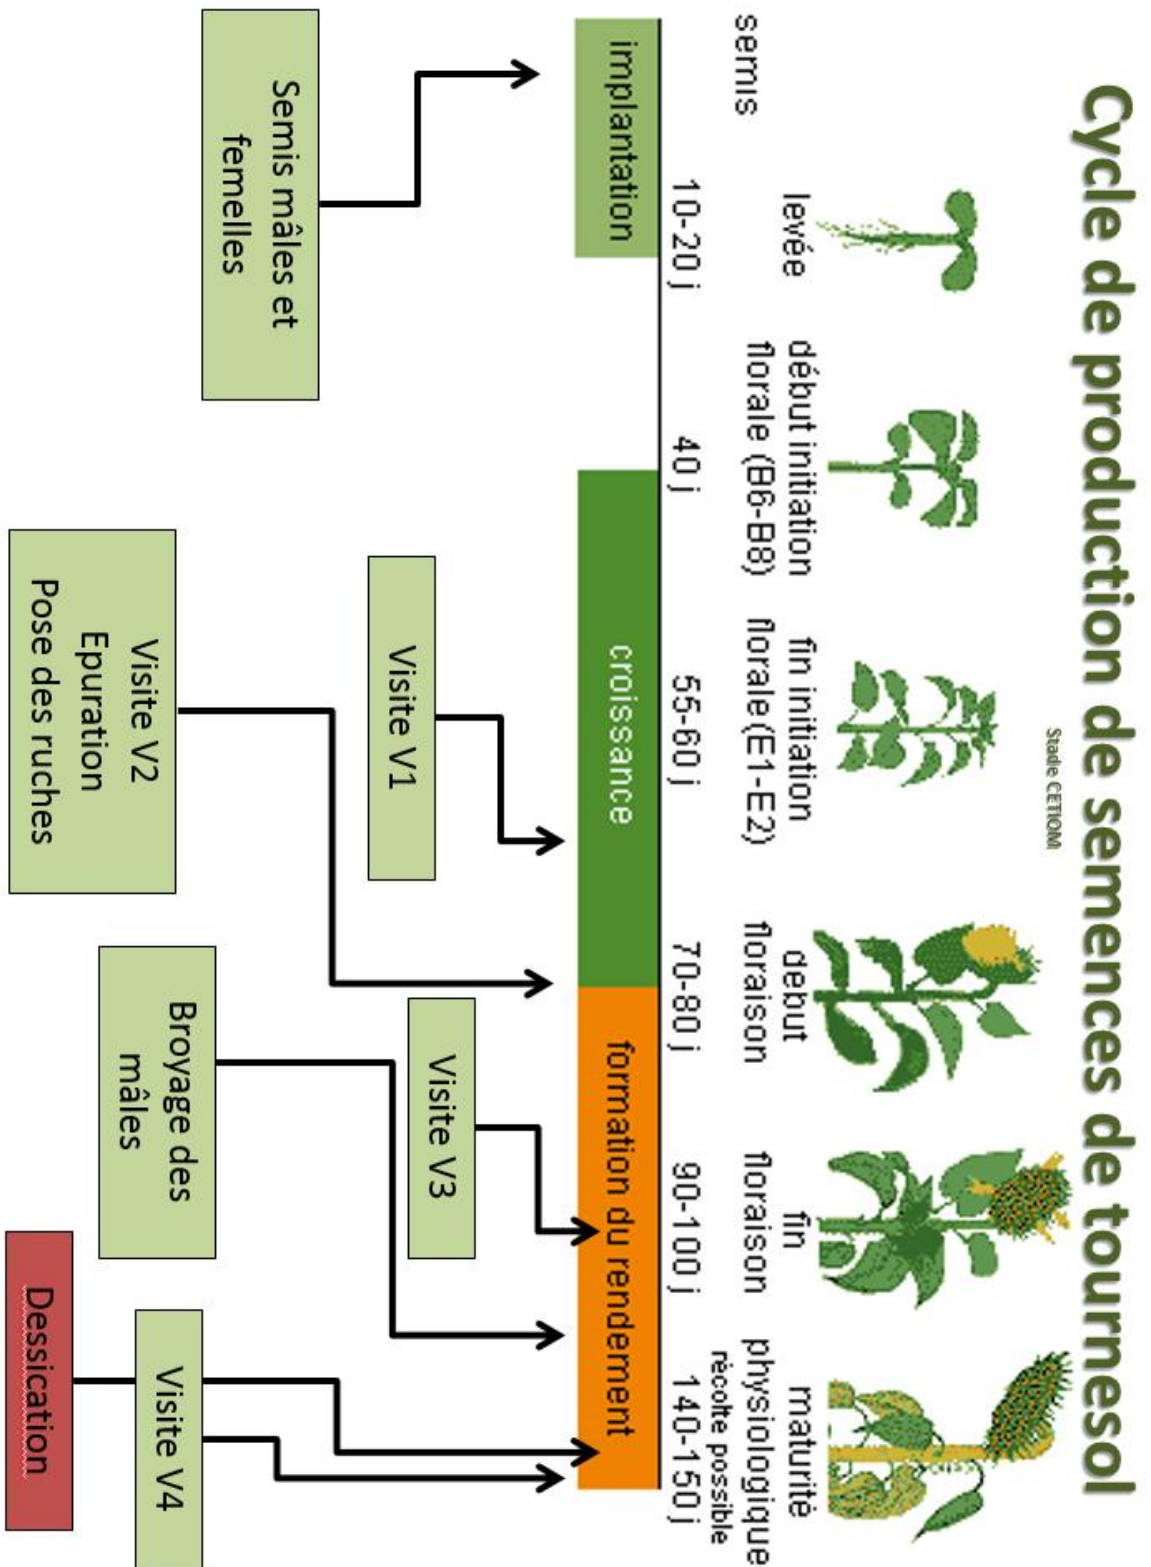 Cycle de production de semences de tournesol
Stade CETIOM
semis
levée
début initiation
florale (B6-B8)
fin initiation
florale (E1-E2)
debut
floraison
fin
floraison
maturité
physiologique
récolte possible
10-20 j
40 j
55-60 j
70-80 j
90-100 j
140-150 j
implantation
croissance
formation du rendement
Semis mâles et
femelles
Visite V1
Visite V2
Epuration
Pose des ruches
Visite V3
Broyage des
mâles
Visite V4
Dessication